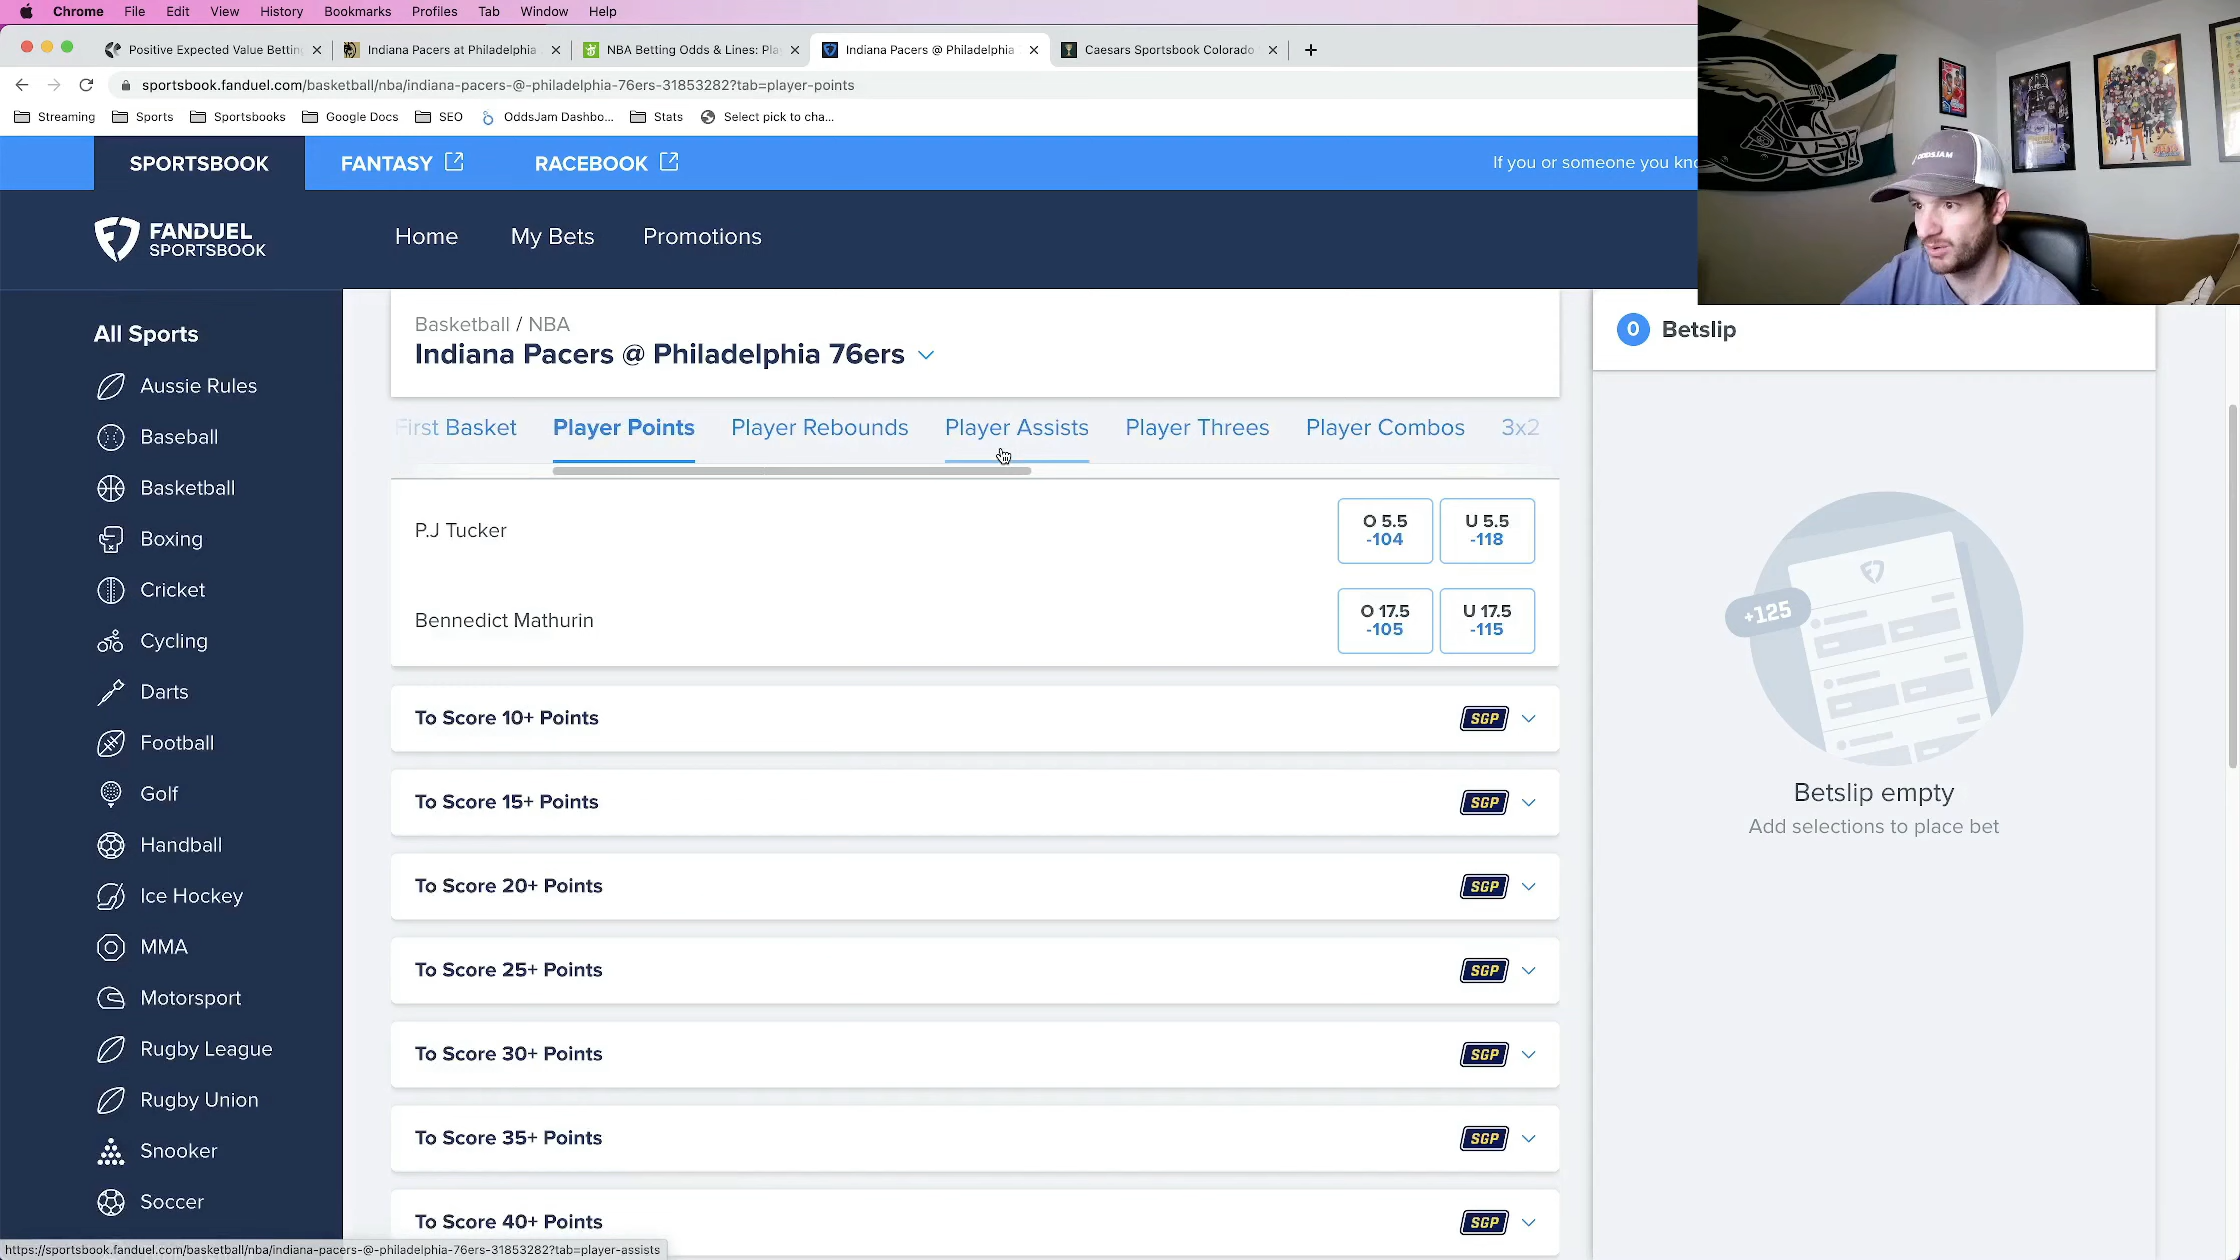 Chrome File Edit View History Bookmarks Profiles Tab Window Help
Positive Expected Value Bettin
Indiana Pacers at Philadelphia
NBA Betting Odds & Lines: Pla
Indiana Pacers @ Philadelphia
Caesars Sportsbook Colorado
sportsbook.fanduel.com/basketball/nba/indiana-pacers-@-philadelphia-76ers-31853282?tab=player-points
Streaming Sports Sportsbooks Google Docs SEO OddsJam Dashbo... Stats Select pick to cha...
SPORTSBOOK FANTASY RACEBOOK If you or someone you kno
FANDUEL
SPORTSBOOK
Home My Bets Promotions
ODDSJAM
All Sports
Aussie Rules
Baseball
Basketball
Boxing
Cricket
Cycling
Darts
Football
Golf
Handball
Ice Hockey
MMA
Motorsport
Rugby League
Rugby Union
Snooker
Soccer
Basketball / NBA
Indiana Pacers @ Philadelphia 76ers
First Basket Player Points Player Rebounds Player Assists Player Threes Player Combos 3x2
P.J Tucker
O 5.5
-104
U 5.5
-118
Bennedict Mathurin
O 17.5
-105
U 17.5
-115
To Score 10+ Points SGP
To Score 15+ Points SGP
To Score 20+ Points SGP
To Score 25+ Points SGP
To Score 30+ Points SGP
To Score 35+ Points SGP
To Score 40+ Points SGP
0 Betslip
+125
Betslip empty
Add selections to place bet
https://sportsbook.fanduel.com/basketball/nba/indiana-pacers-@-philadelphia-76ers-31853282?tab=player-assists